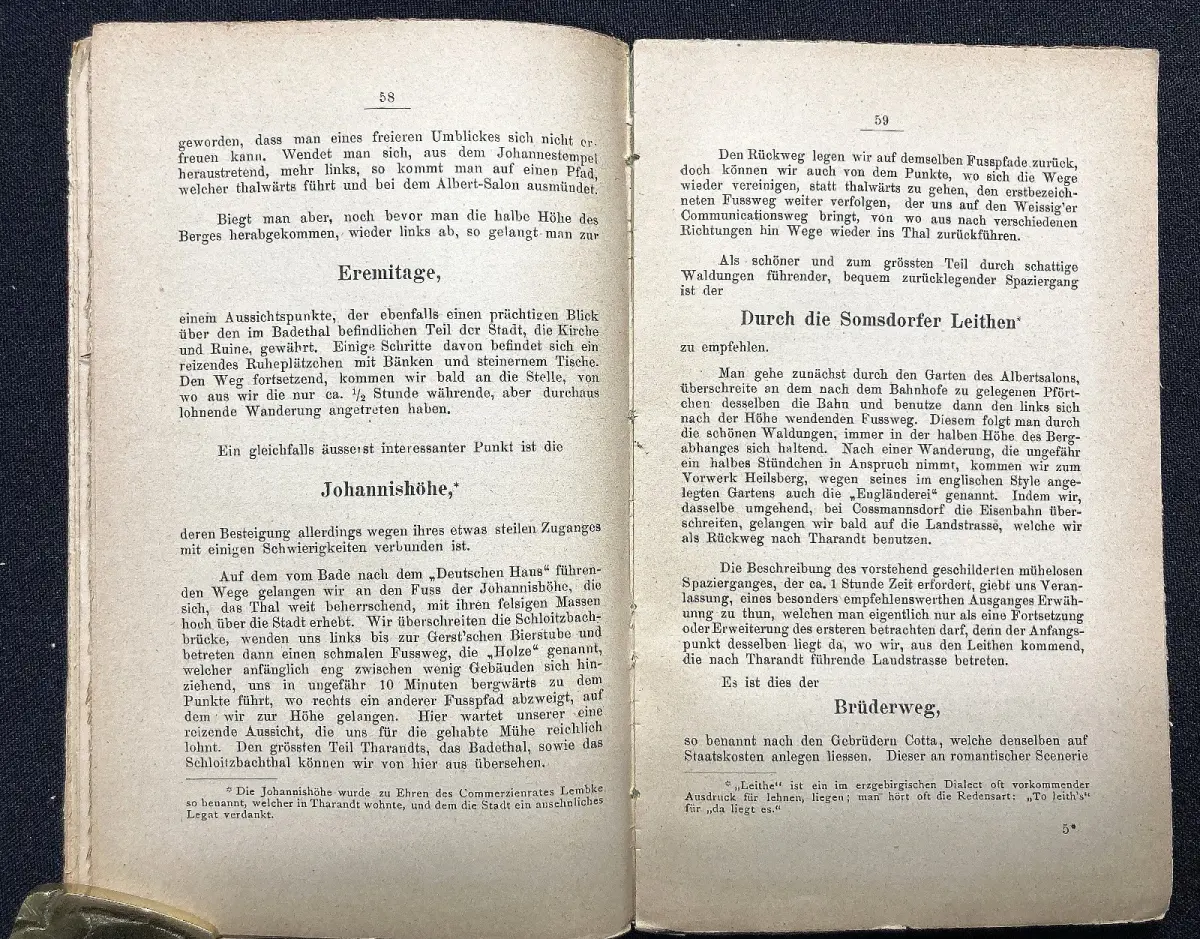 58
geworden, dass man eines freieren Umblickes sich nicht er-
freuen kann. Wendet man sich, aus dem Johannestempel
heraustretend, mehr links, so kommt man auf einen Pfad,
welcher thalwärts führt und bei dem Albert-Salon ausmündet.
Biegt man aber, noch bevor man die halbe Höhe des
Berges herabgekommen, wieder links ab, so gelangt man zur
Eremitage,
einem Aussichtspunkte, der ebenfalls einen prächtigen Blick
über den im Badethal befindlichen Teil der Stadt, die Kirche
und Ruine, gewährt. Einige Schritte davon befindet sich ein
reizendes Ruheplätzchen mit Bänken und steinernem Tische.
Den Weg fortsetzend, kommen wir bald an die Stelle, von
wo aus wir die nur ca. 1/2 Stunde währende, aber durchaus
lohnende Wanderung angetreten haben.
Ein gleichfalls äusserst interessanter Punkt ist die
Johannishöhe,*
deren Besteigung allerdings wegen ihres etwas steilen Zuganges
mit einigen Schwierigkeiten verbunden ist.
Auf dem vom Bade nach dem „Deutschen Haus“ führen-
den Wege gelangen wir an den Fuss der Johannishöhe, die
sich, das Thal weit beherrschend, mit ihren felsigen Massen
hoch über die Stadt erhebt. Wir überschreiten die Schloitzbach-
brücke, wenden uns links bis zur Gerst'schen Bierstube und
betreten dann einen schmalen Fussweg, die „Holze“ genannt,
welcher anfänglich eng zwischen wenig Gebäuden sich hin-
ziehend, uns in ungefähr 10 Minuten bergwärts zu dem
Punkte führt, wo rechts ein anderer Fusspfad abzweigt, auf
dem wir zur Höhe gelangen. Hier wartet unserer eine
reizende Aussicht, die uns für die gehabte Mühe reichlich
lohnt. Den grössten Teil Tharandts, das Badethal, sowie das
Schloitzbachthal können wir von hier aus übersehen.
* Die Johannishöhe wurde zu Ehren des Commerzienrates Lembke
so benannt, welcher in Tharandt wohnte, und dem die Stadt ein anschnliches
Legat verdankt.
59
Den Rückweg legen wir auf demselben Fusspfade zurück,
doch können wir auch von dem Punkte, wo sich die Wege
wieder vereinigen, statt thalwärts zu gehen, den erstbezeich-
neten Fussweg weiter verfolgen, der uns auf den Weissig'er
Communicationsweg bringt, von wo aus nach verschiedenen
Richtungen hin Wege wieder ins Thal zurückführen.
Als schöner und zum grössten Teil durch schattige
Waldungen führender, bequem zurücklegender Spaziergang
ist der
Durch die Somsdorfer Leithen*
zu empfehlen.
Man gehe zunächst durch den Garten des Albertsalons,
überschreite an dem nach dem Bahnhofe zu gelegenen Pfört-
chen desselben die Bahn und benutze dann den links sich
nach der Höhe wendenden Fussweg. Diesem folgt man durch
die schönen Waldungen, immer in der halben Höhe des Berg-
abhanges sich haltend. Nach einer Wanderung, die ungefähr
ein halbes Stündchen in Anspruch nimmt, kommen wir zum
Vorwerk Heilsberg, wegen seines im englischen Style ange-
legten Gartens auch die „Engländerei“ genannt. Indem wir,
dasselbe umgehend, bei Cossmannsdorf die Eisenbahn über-
schreiten, gelangen wir bald auf die Landstrasse, welche wir
als Rückweg nach Tharandt benutzen.
Die Beschreibung des vorstehend geschilderten mühelosen
Spazierganges, der ca. 1 Stunde Zeit erfordert, giebt uns Veran-
lassung, eines besonders empfehlenswerthen Ausganges Erwäh-
nung zu thun, welchen man eigentlich nur als eine Fortsetzung
oder Erweiterung des ersteren betrachten darf, denn der Anfangs-
punkt desselben liegt da, wo wir, aus den Leithen kommend,
die nach Tharandt führende Landstrasse betreten.
Es ist dies der
Brüderweg,
so benannt nach den Gebrüdern Cotta, welche denselben auf
Staatskosten anlegen liessen. Dieser an romantischer Scenerie
* „Leithe“ ist ein im erzgebirgischen Dialect oft vorkommender
Ausdruck für lehnen, liegen; man hört oft die Redensart: „To leith's“
für „da liegt es.“
5*